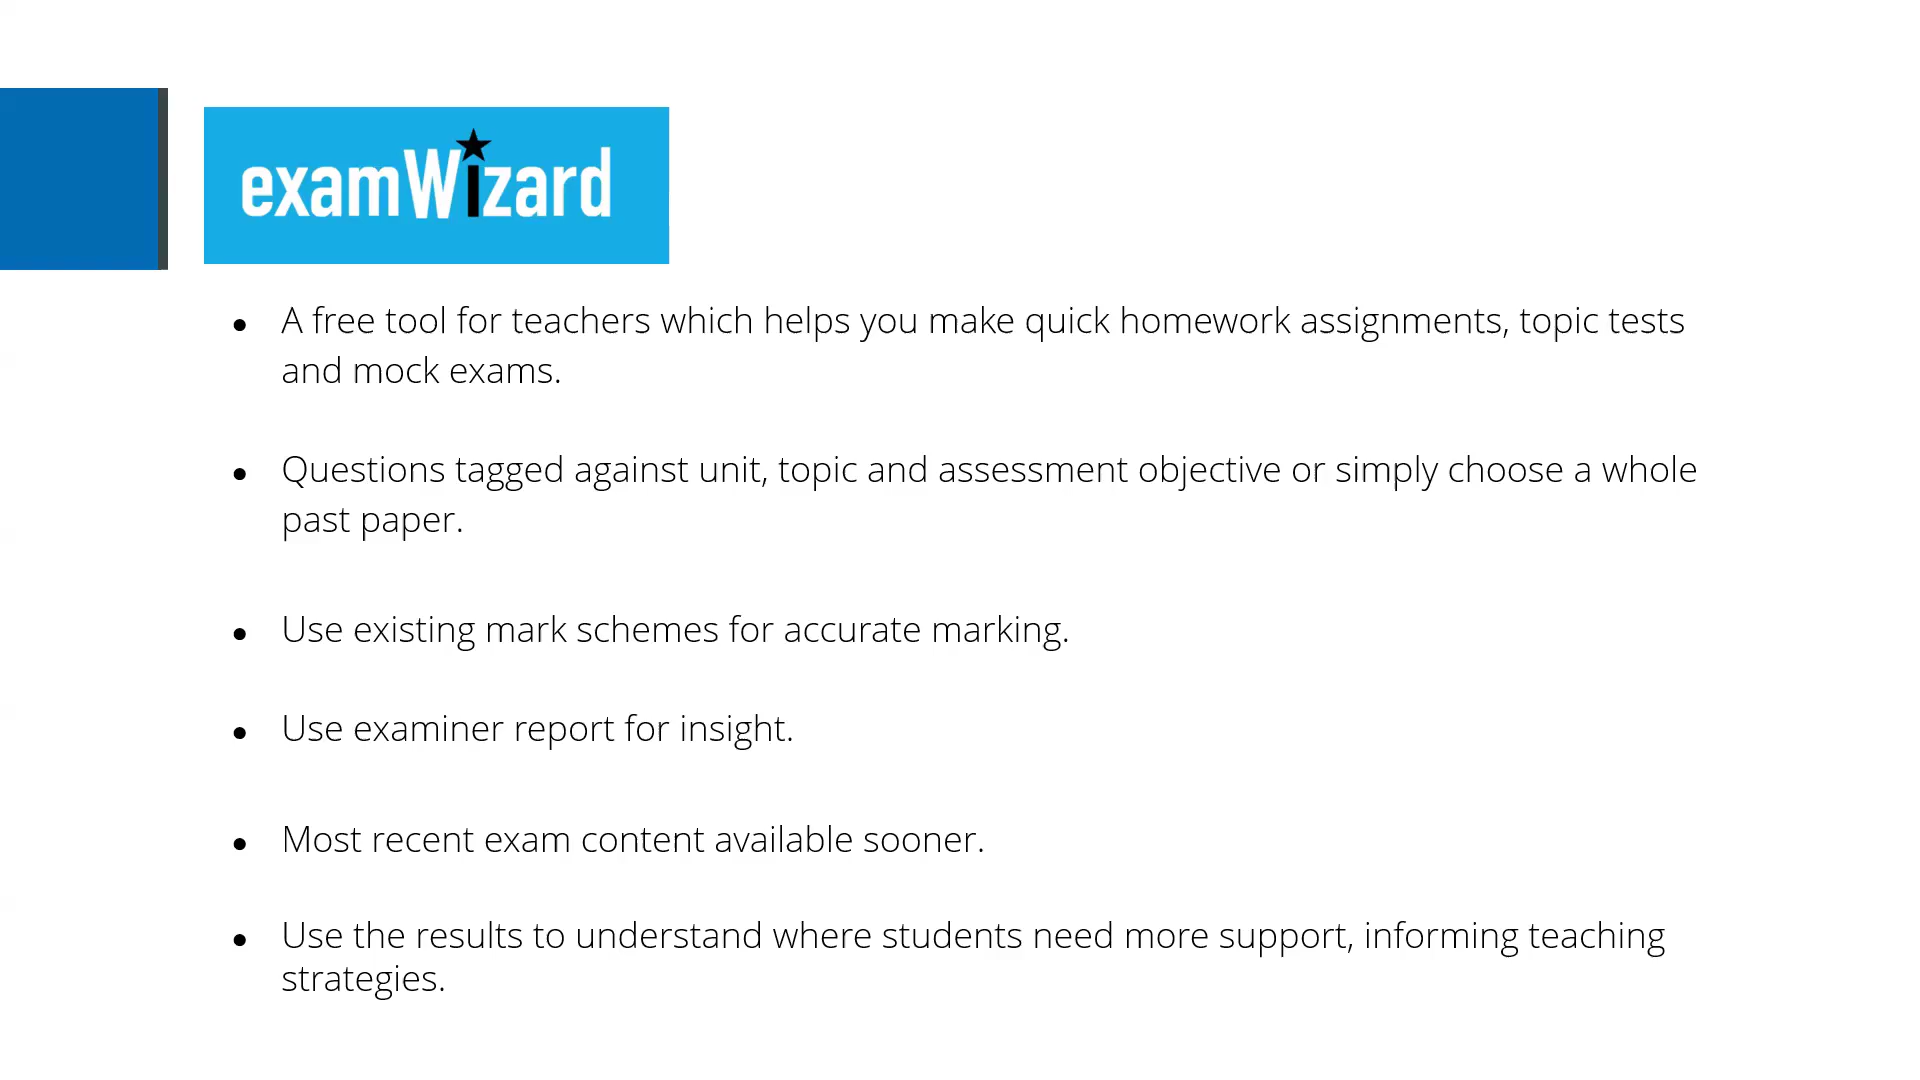 examWizard
• A free tool for teachers which helps you make quick homework assignments, topic tests
and mock exams.
• Questions tagged against unit, topic and assessment objective or simply choose a whole
past paper.
• Use existing mark schemes for accurate marking.
• Use examiner report for insight.
• Most recent exam content available sooner.
• Use the results to understand where students need more support, informing teaching
strategies.